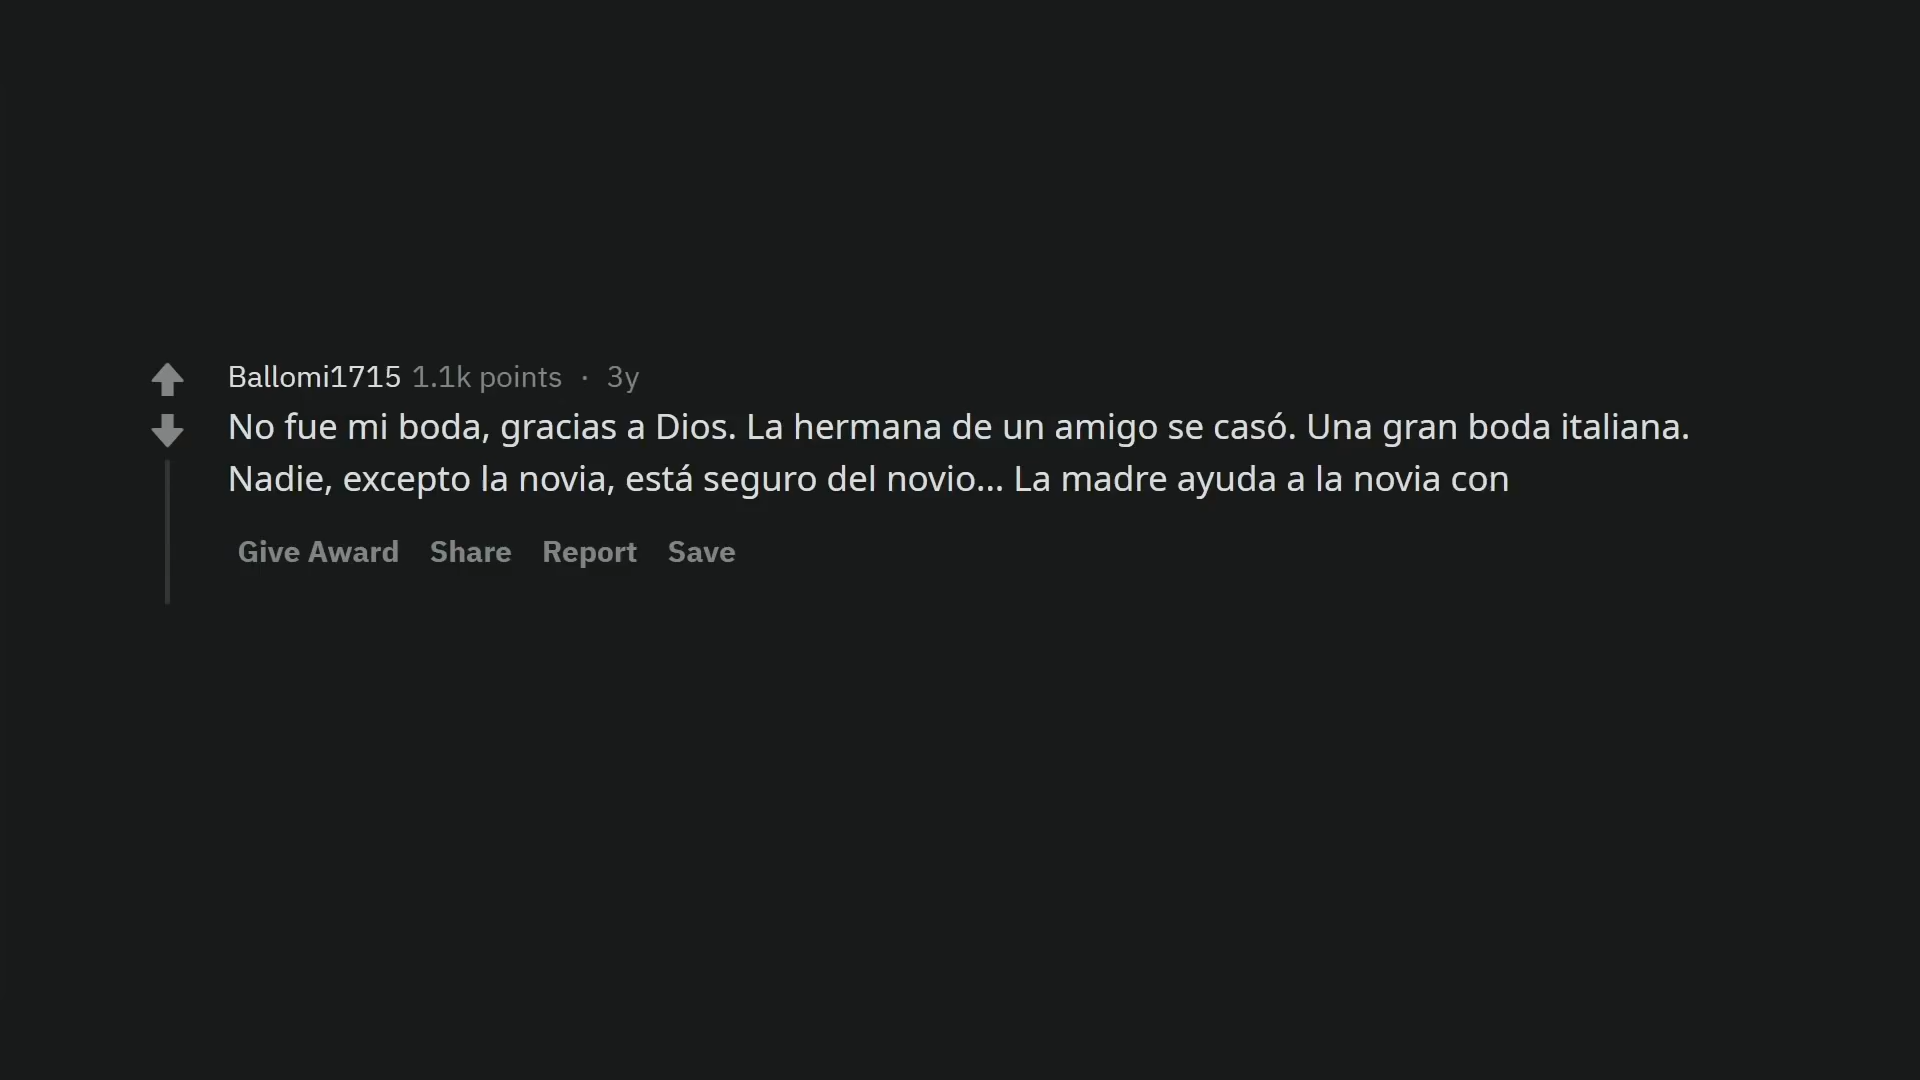 Ballomi1715 1.1k points · 3y
No fue mi boda, gracias a Dios. La hermana de un amigo se casó. Una gran boda italiana.
Nadie, excepto la novia, está seguro del novio... La madre ayuda a la novia con
Give Award Share Report Save